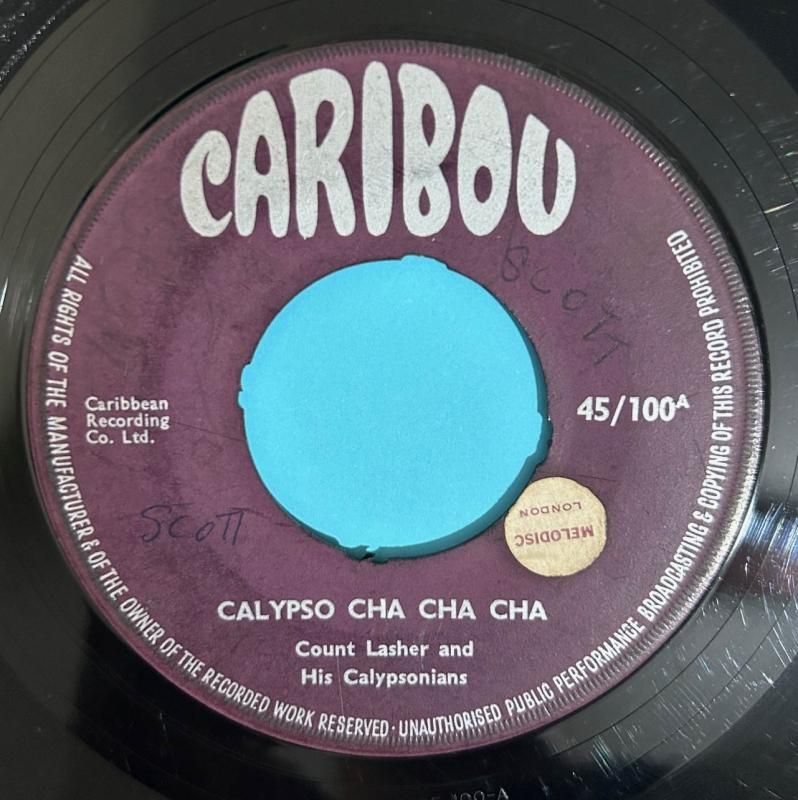 CARIBOU
SCOTT
ALL RIGHTS OF THE MANUFACTURER & OF THE OWNER OF THE RECORDED WORK RESERVED · UNAUTHORISED PUBLIC PERFORMANCE BROADCASTING & COPYING OF THIS RECORD PROHIBITED
Caribbean
Recording
Co. Ltd.
45/100A
SCOTT
MELODISC
LONDON
CALYPSO CHA CHA CHA
Count Lasher and
His Calypsonians